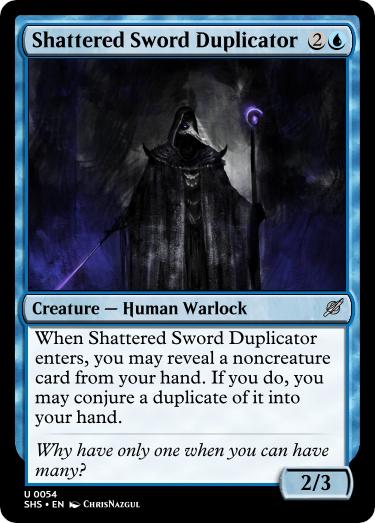 Shattered Sword Duplicator 2
Creature — Human Warlock
When Shattered Sword Duplicator
enters, you may reveal a noncreature
card from your hand. If you do, you
may conjure a duplicate of it into
your hand.
Why have only one when you can have
many?
2/3
U 0054
SHS • EN ChrisNazgul